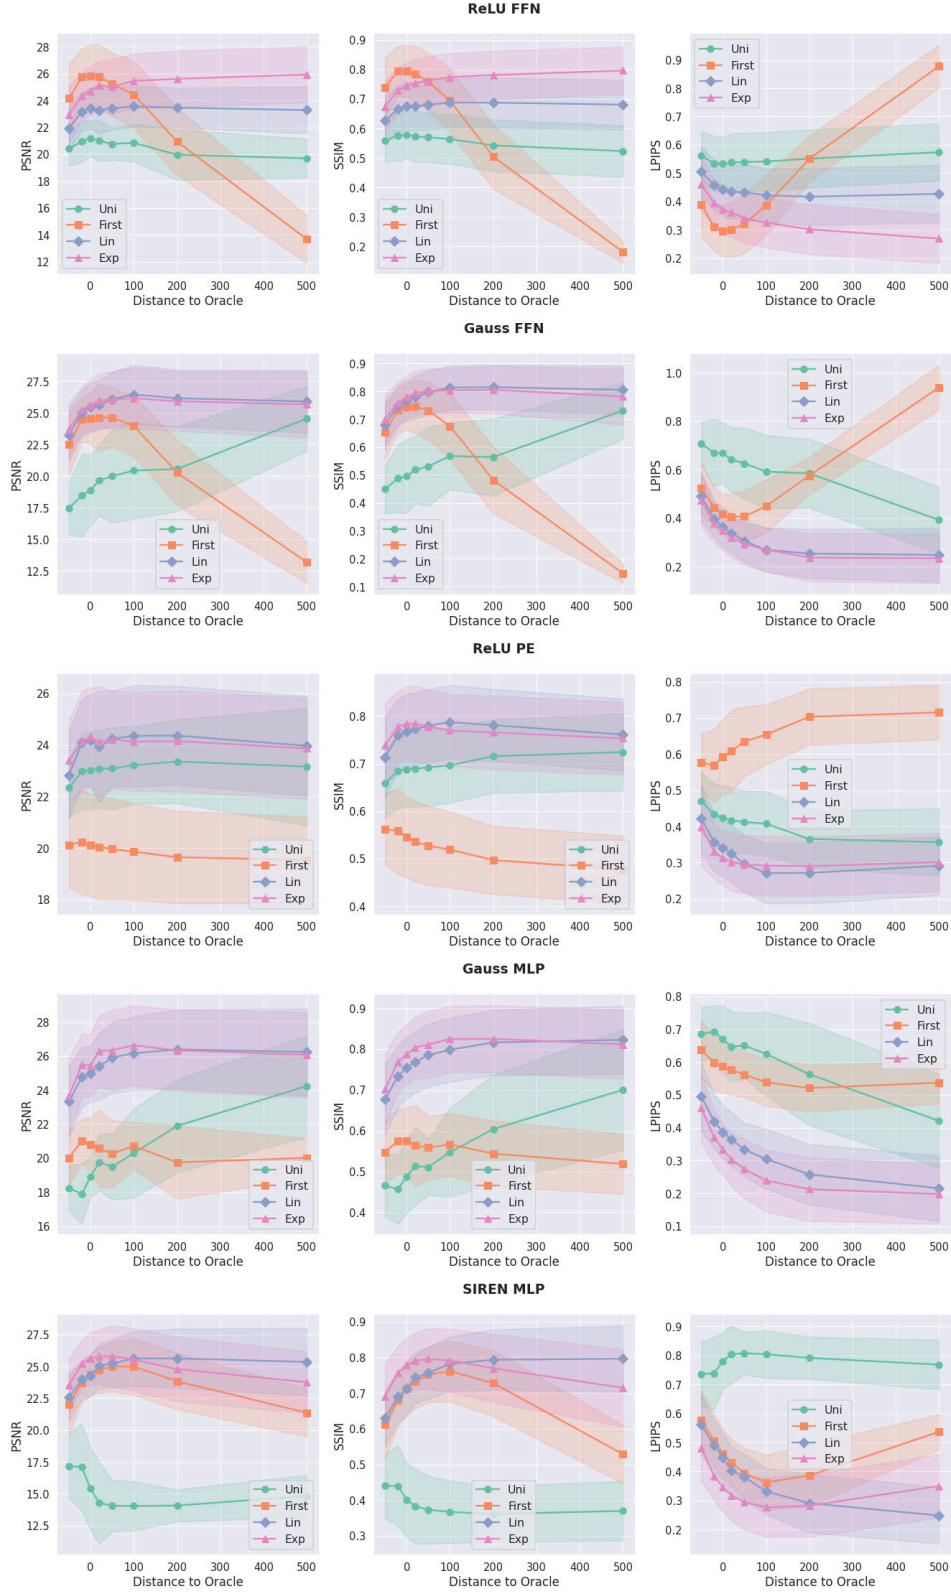 ReLU FFN
PSNR
28
26
24
22
20
18
16
14
12
Uni
First
Lin
Exp
0 100 200 300 400 500
Distance to Oracle
SSIM
0.9
0.8
0.7
0.6
0.5
0.4
0.3
0.2
Uni
First
Lin
Exp
0 100 200 300 400 500
Distance to Oracle
LPIPS
0.9
0.8
0.7
0.6
0.5
0.4
0.3
0.2
Uni
First
Lin
Exp
0 100 200 300 400 500
Distance to Oracle
Gauss FFN
PSNR
27.5
25.0
22.5
20.0
17.5
15.0
12.5
Uni
First
Lin
Exp
0 100 200 300 400 500
Distance to Oracle
SSIM
0.9
0.8
0.7
0.6
0.5
0.4
0.3
0.2
0.1
Uni
First
Lin
Exp
0 100 200 300 400 500
Distance to Oracle
LPIPS
1.0
0.8
0.6
0.4
0.2
Uni
First
Lin
Exp
0 100 200 300 400 500
Distance to Oracle
ReLU PE
PSNR
26
24
22
20
18
Uni
First
Lin
Exp
0 100 200 300 400 500
Distance to Oracle
SSIM
0.8
0.7
0.6
0.5
0.4
Uni
First
Lin
Exp
0 100 200 300 400 500
Distance to Oracle
LPIPS
0.8
0.7
0.6
0.5
0.4
0.3
0.2
Uni
First
Lin
Exp
0 100 200 300 400 500
Distance to Oracle
Gauss MLP
PSNR
28
26
24
22
20
18
16
Uni
First
Lin
Exp
0 100 200 300 400 500
Distance to Oracle
SSIM
0.9
0.8
0.7
0.6
0.5
0.4
Uni
First
Lin
Exp
0 100 200 300 400 500
Distance to Oracle
LPIPS
0.8
0.7
0.6
0.5
0.4
0.3
0.2
0.1
Uni
First
Lin
Exp
0 100 200 300 400 500
Distance to Oracle
SIREN MLP
PSNR
27.5
25.0
22.5
20.0
17.5
15.0
12.5
Uni
First
Lin
Exp
0 100 200 300 400 500
Distance to Oracle
SSIM
0.9
0.8
0.7
0.6
0.5
0.4
0.3
Uni
First
Lin
Exp
0 100 200 300 400 500
Distance to Oracle
LPIPS
0.9
0.8
0.7
0.6
0.5
0.4
0.3
0.2
Uni
First
Lin
Exp
0 100 200 300 400 500
Distance to Oracle